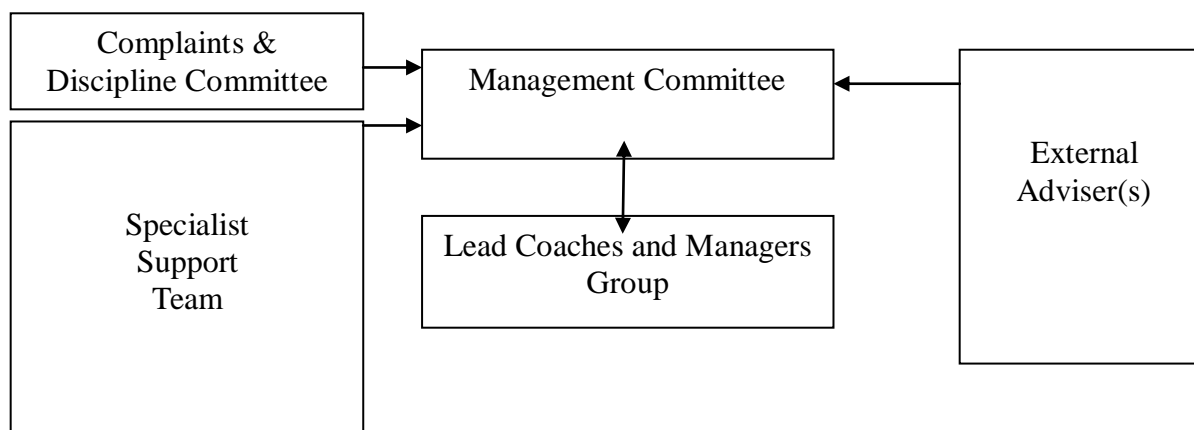 Complaints &
Discipline Committee
Management Committee
External
Adviser(s)
Specialist
Support
Team
Lead Coaches and Managers
Group